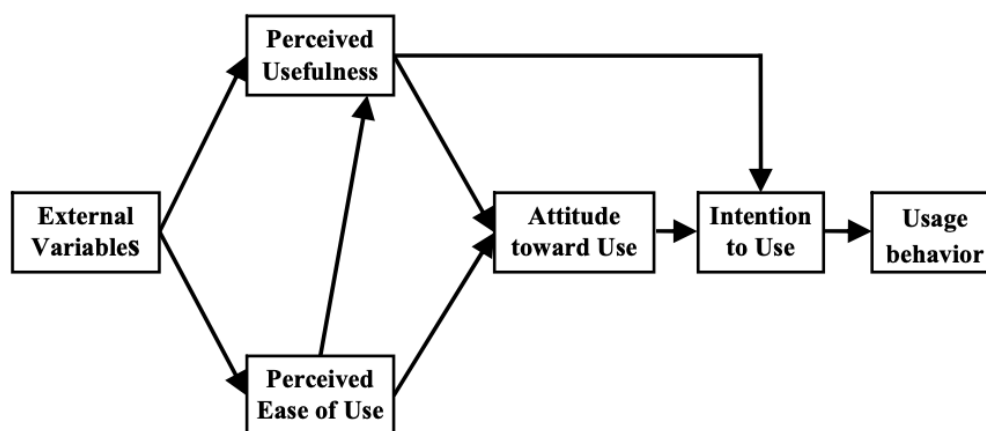 Perceived
Usefulness
External
Variables
Attitude
toward Use
Intention
to Use
Usage
behavior
Perceived
Ease of Use